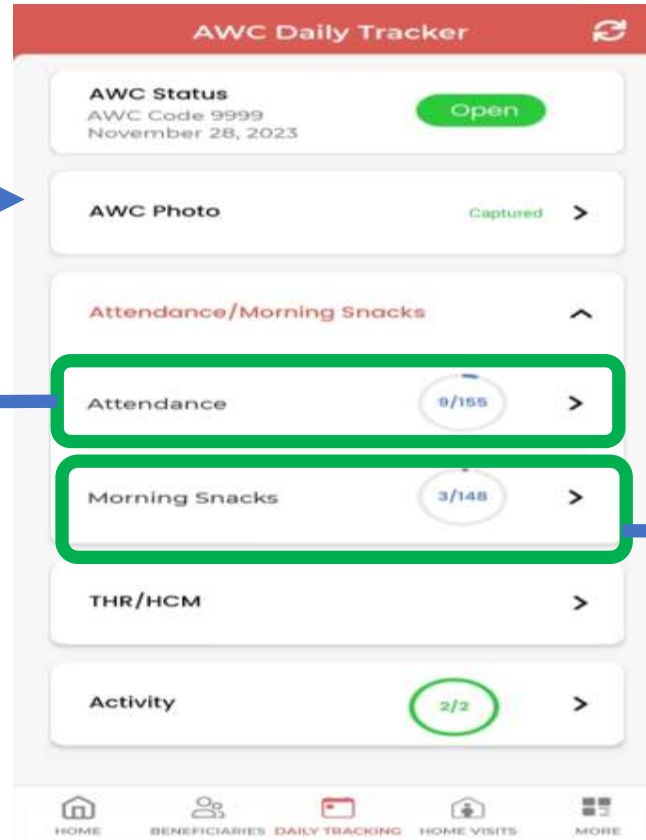 AWC Daily Tracker
AWC Status
AWC Code 9999
November 28, 2023
Open
AWC Photo
Captured
Attendance/Morning Snacks
Attendance
9/155
Morning Snacks
3/148
THR/HCM
Activity
2/2
HOME BENEFICIARIES DAILY TRACKING HOME VISITS MORE